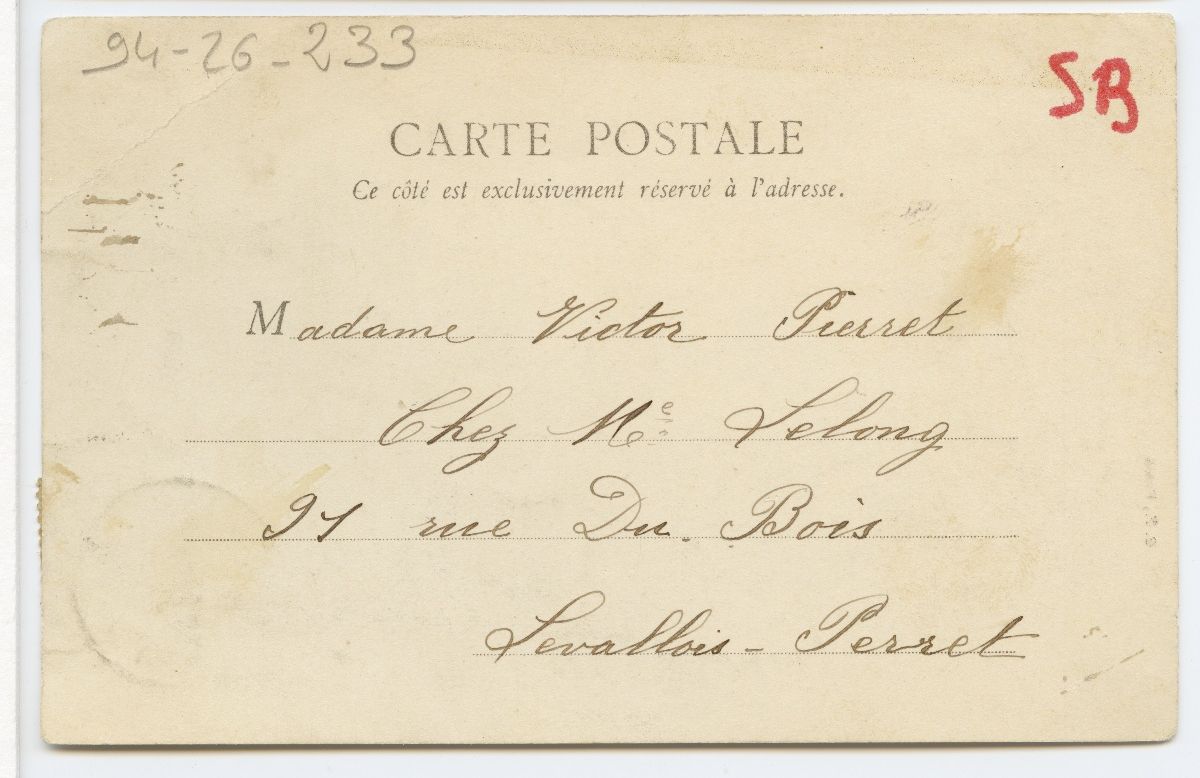 94-26-233
SB
CARTE POSTALE
Ce côté est exclusivement réservé à l'adresse.
Madame Victor Pierret
Chez Me Lelong
91 rue Du Bois
Levallois-Perret